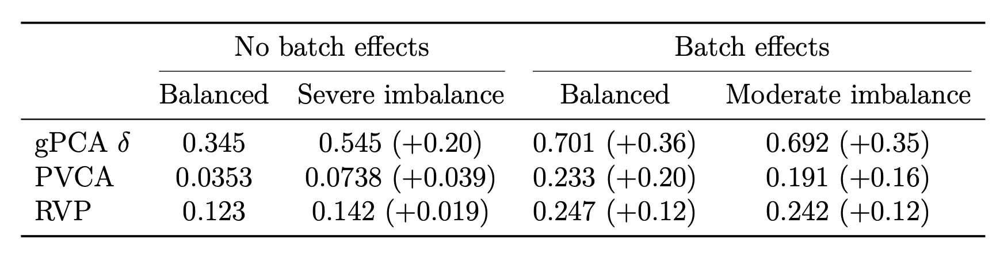 No batch effects Batch effects
Balanced Severe imbalance Balanced Moderate imbalance
gPCA δ 0.345 0.545 (+0.20) 0.701 (+0.36) 0.692 (+0.35)
PVCA 0.0353 0.0738 (+0.039) 0.233 (+0.20) 0.191 (+0.16)
RVP 0.123 0.142 (+0.019) 0.247 (+0.12) 0.242 (+0.12)